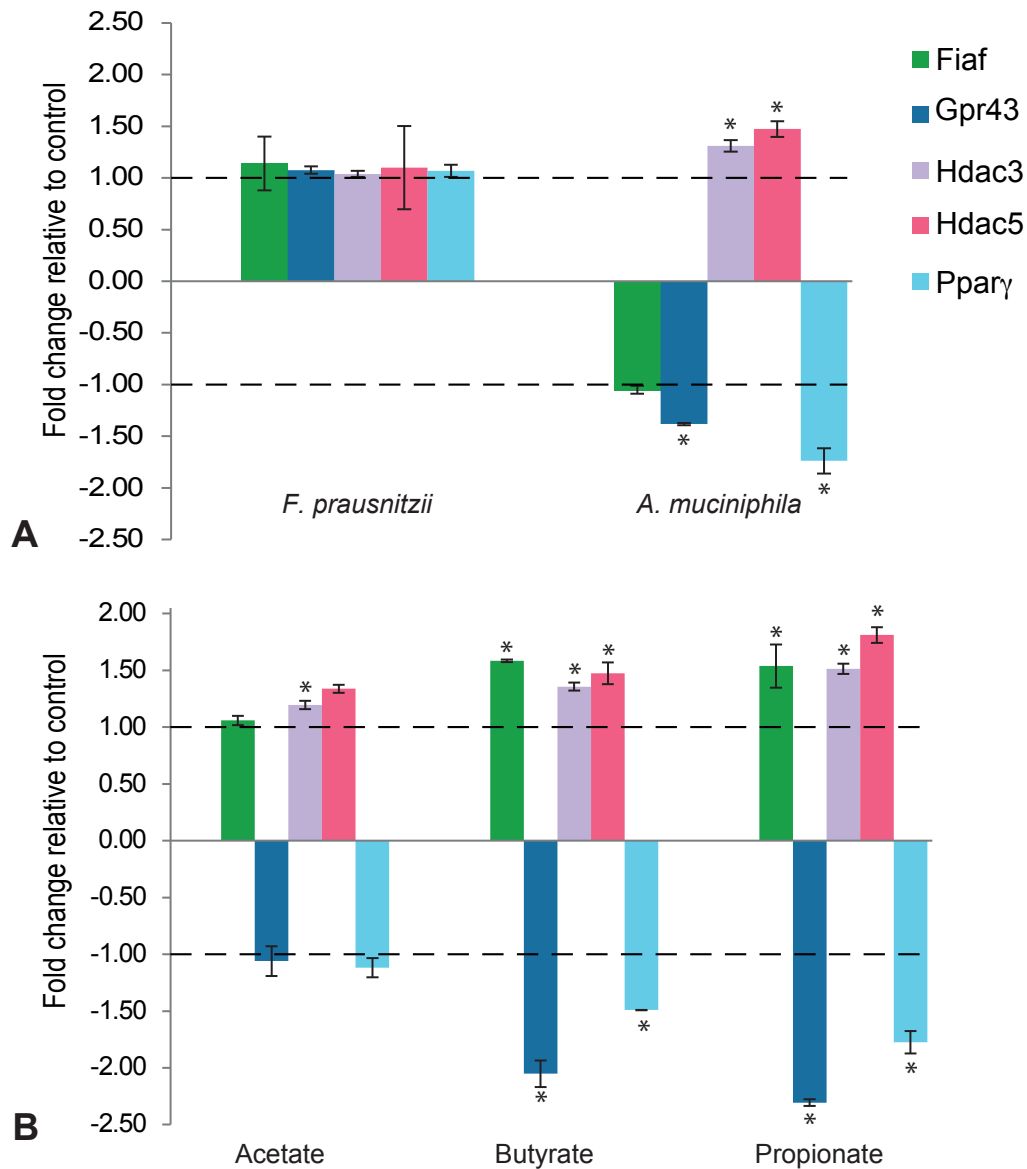 2.50
2.00
1.50
1.00
0.50
0.00
-0.50
-1.00
-1.50
-2.00
-2.50
Fold change relative to control
* * * * 
F. prausnitzii
A. muciniphila
Fiaf
Gpr43
Hdac3
Hdac5
Pparγ
A
2.00
1.50
1.00
0.50
0.00
-0.50
-1.00
-1.50
-2.00
-2.50
Fold change relative to control
* * * * * * * * * * *
Acetate
Butyrate
Propionate
B